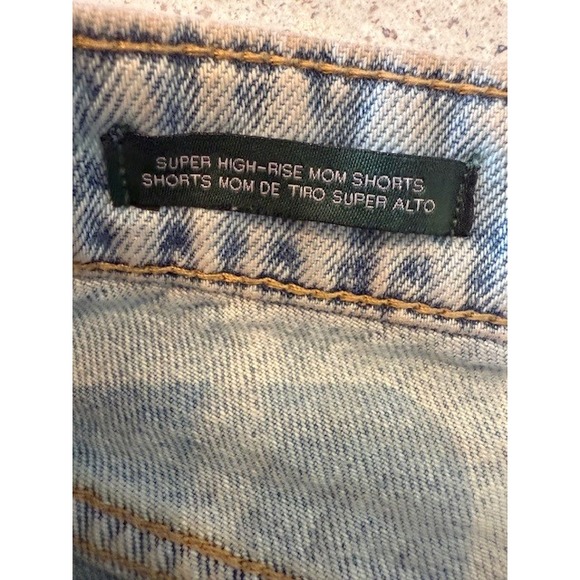 SUPER HIGH-RISE MOM SHORTS
SHORTS MOM DE TIRO SUPER ALTO